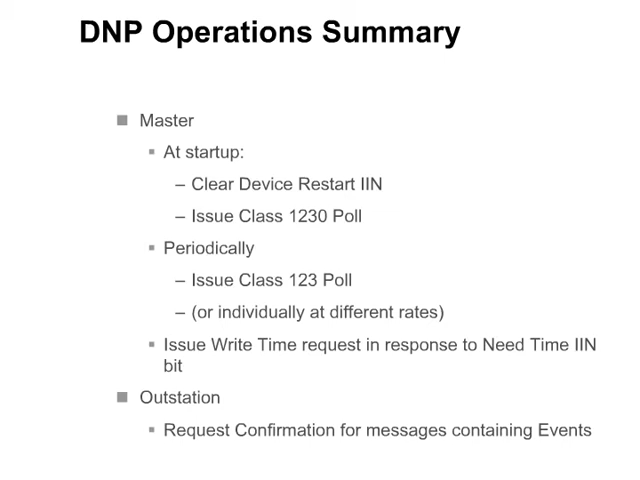 DNP Operations Summary
Master
At startup:
– Clear Device Restart IIN
– Issue Class 1230 Poll
Periodically
– Issue Class 123 Poll
– (or individually at different rates)
Issue Write Time request in response to Need Time IIN
bit
Outstation
Request Confirmation for messages containing Events